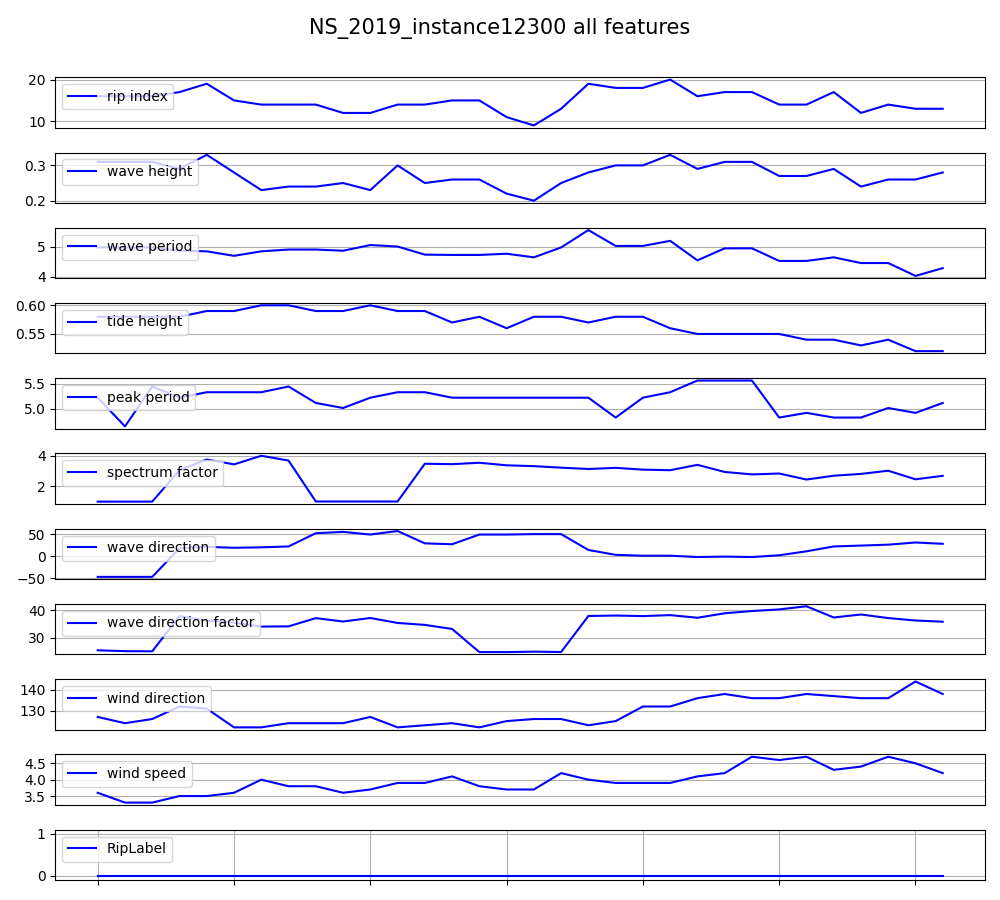 NS_2019_instance12300 all features
20
10
rip index
0.3
0.2
wave height
5
4
wave period
0.60
0.55
tide height
5.5
5.0
peak period
4
2
spectrum factor
50
0
−50
wave direction
40
30
wave direction factor
140
130
wind direction
4.5
4.0
3.5
wind speed
1
0
RipLabel